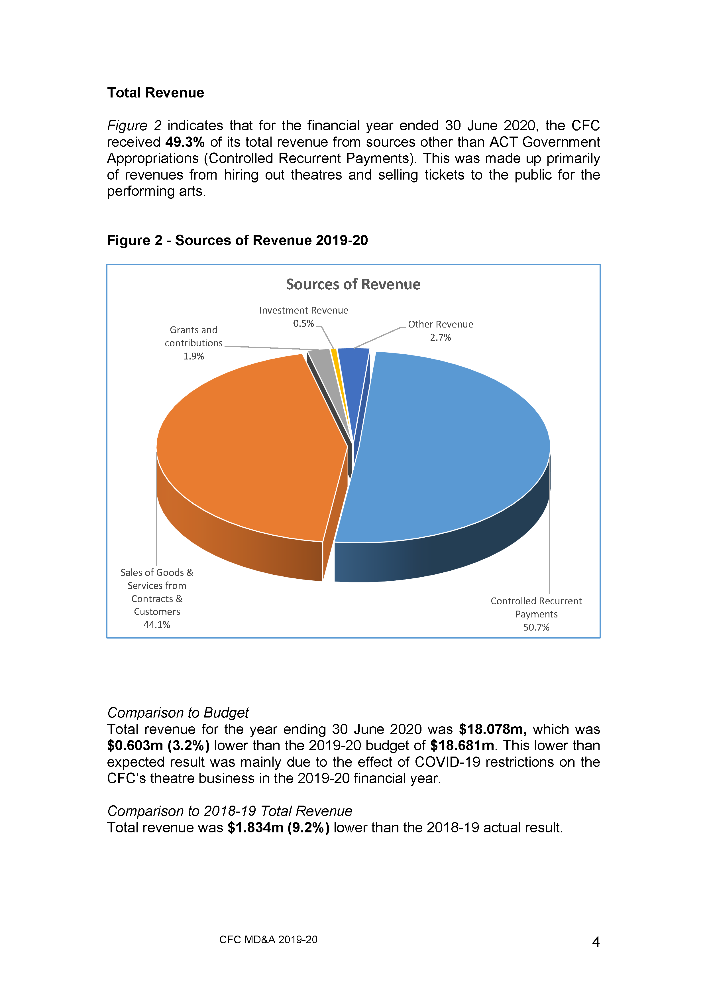 Total Revenue
Figure 2 indicates that for the financial year ended 30 June 2020, the CFC
received 49.3% of its total revenue from sources other than ACT Government
Appropriations (Controlled Recurrent Payments). This was made up primarily
of revenues from hiring out theatres and selling tickets to the public for the
performing arts.
Figure 2 - Sources of Revenue 2019-20
Sources of Revenue
Investment Revenue
0.5%
Other Revenue
2.7%
Grants and
contributions
1.9%
Sales of Goods &
Services from
Contracts &
Customers
44.1%
Controlled Recurrent
Payments
50.7%
Comparison to Budget
Total revenue for the year ending 30 June 2020 was $18.078m, which was
$0.603m (3.2%) lower than the 2019-20 budget of $18.681m. This lower than
expected result was mainly due to the effect of COVID-19 restrictions on the
CFC’s theatre business in the 2019-20 financial year.
Comparison to 2018-19 Total Revenue
Total revenue was $1.834m (9.2%) lower than the 2018-19 actual result.
CFC MD&A 2019-20
4